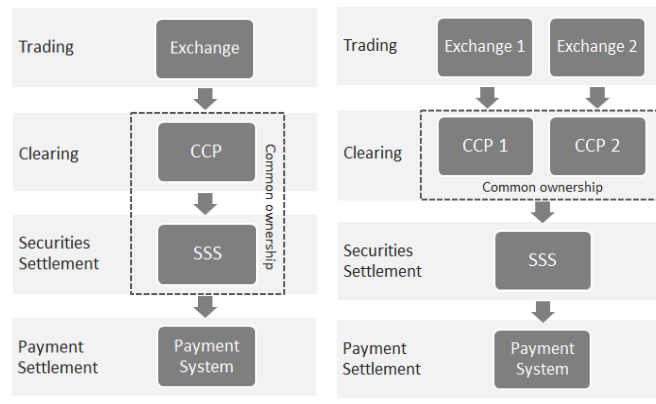 Trading
Exchange
Clearing
CCP
Common ownership
Securities
Settlement
SSS
Payment
Settlement
Payment
System
Trading
Exchange 1
Exchange 2
Clearing
CCP 1
CCP 2
Common ownership
Securities
Settlement
SSS
Payment
Settlement
Payment
System